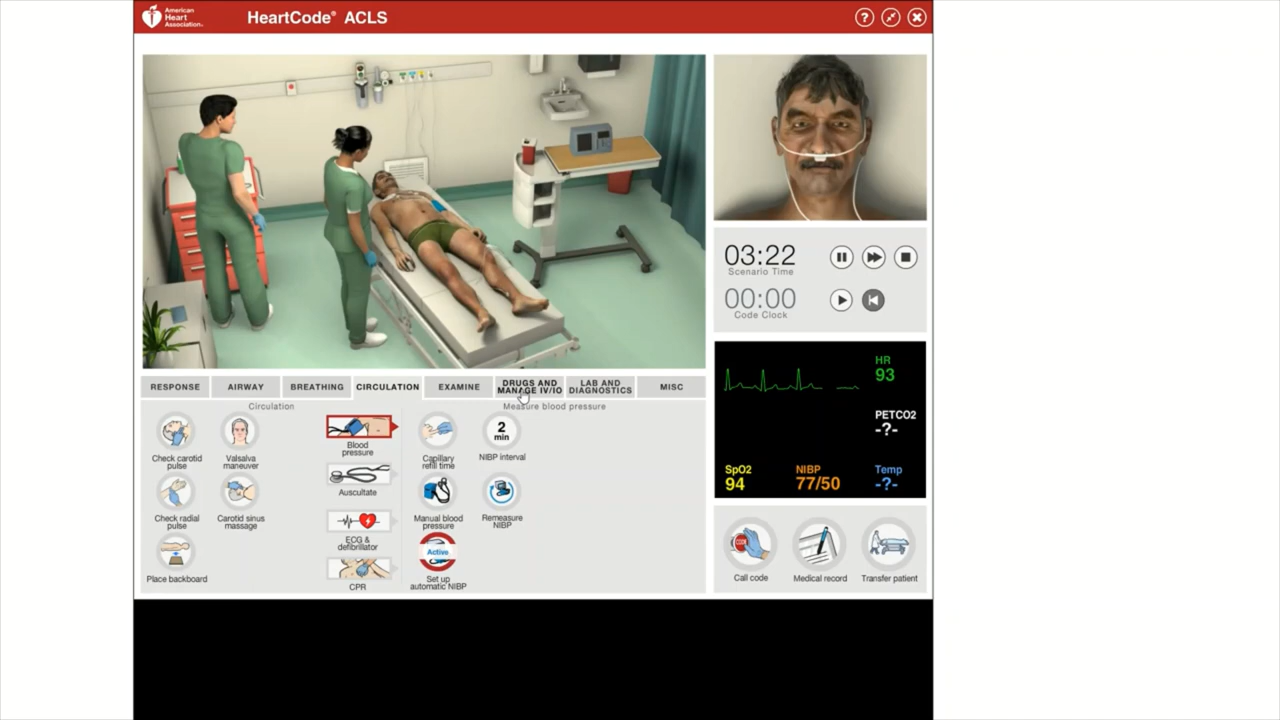 American
Heart
Association.
HeartCode® ACLS
?
03:22
Scenario Time
00:00
Code Clock
HR
93
PETCO2
-?-
SpO2
94
NIBP
77/50
Temp
-?-
RESPONSE
AIRWAY
BREATHING
CIRCULATION
EXAMINE
DRUGS AND
MANAGE IV/IO
LAB AND
DIAGNOSTICS
MISC
Circulation
Measure blood pressure
Check carotid
pulse
Valsalva
maneuver
Blood
pressure
Capillary
refill time
2
min
NIBP interval
Check radial
pulse
Carotid sinus
massage
Auscultate
Manual blood
pressure
Remeasure
NIBP
ECG &
defibrillator
Place backboard
CPR
Active
Set up
automatic NIBP
CODE
Call code
Medical record
Transfer patient